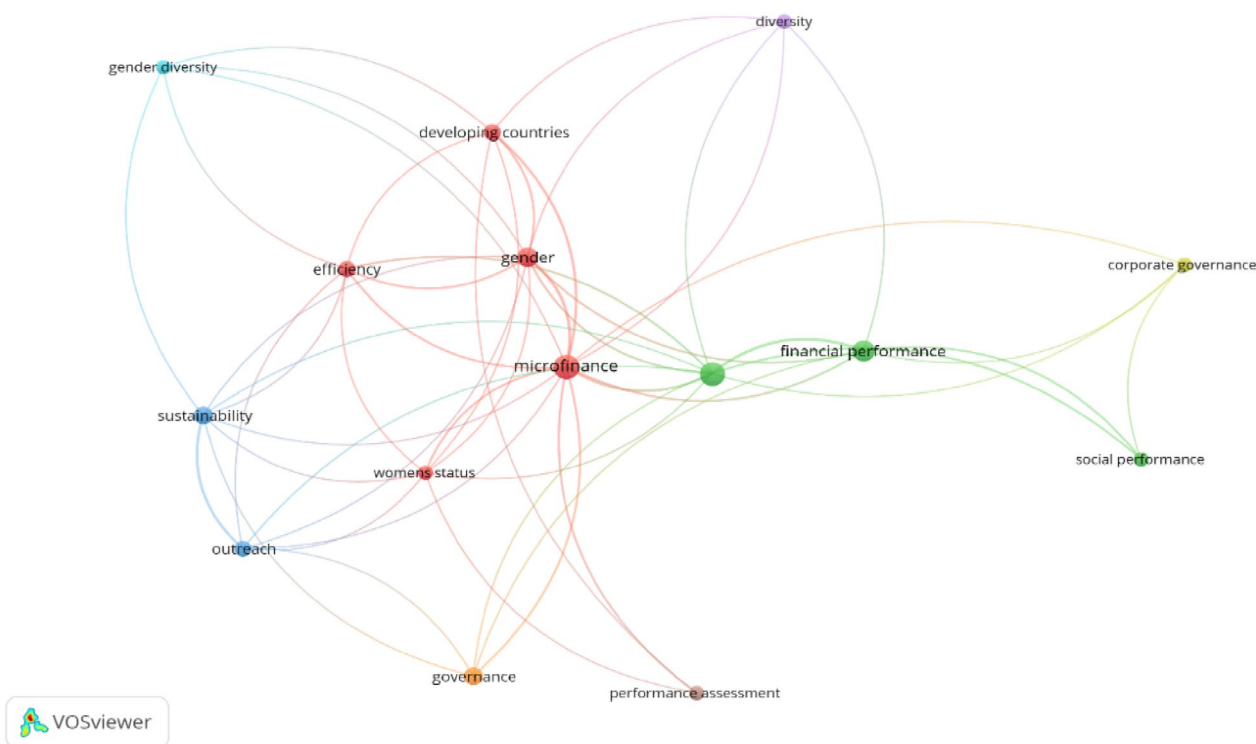 diversity
gender diversity
developing countries
gender
efficiency
corporate governance
financial performance
microfinance
sustainability
social performance
womens status
outreach
governance
performance assessment
VOSviewer